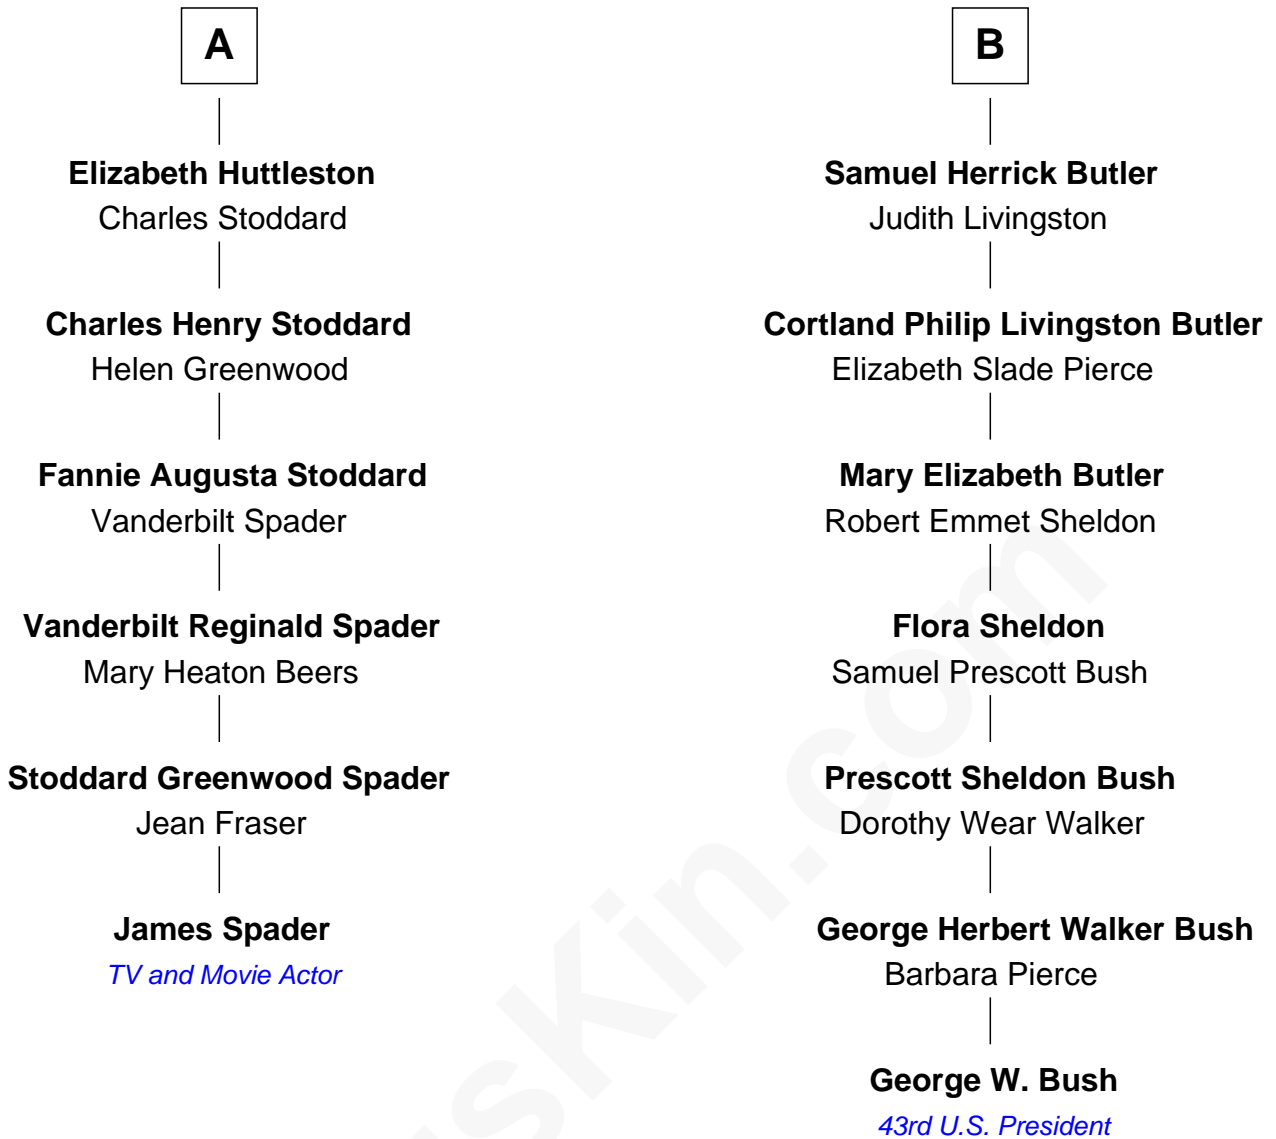 A
Elizabeth Huttleston
Charles Stoddard
Charles Henry Stoddard
Helen Greenwood
Fannie Augusta Stoddard
Vanderbilt Spader
Vanderbilt Reginald Spader
Mary Heaton Beers
Stoddard Greenwood Spader
Jean Fraser
James Spader
TV and Movie Actor
B
Samuel Herrick Butler
Judith Livingston
Cortland Philip Livingston Butler
Elizabeth Slade Pierce
Mary Elizabeth Butler
Robert Emmet Sheldon
Flora Sheldon
Samuel Prescott Bush
Prescott Sheldon Bush
Dorothy Wear Walker
George Herbert Walker Bush
Barbara Pierce
George W. Bush
43rd U.S. President
usKin.com